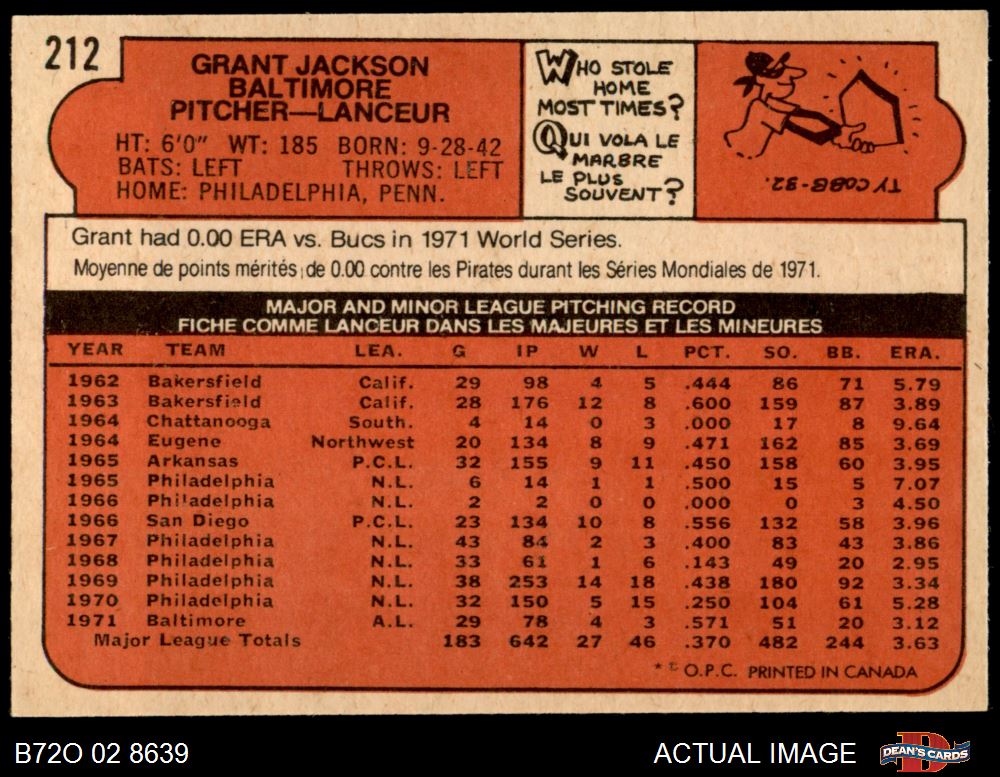 212
GRANT JACKSON
BALTIMORE
PITCHER—LANCEUR
HT: 6'0" WT: 185 BORN: 9-28-42
BATS: LEFT THROWS: LEFT
HOME: PHILADELPHIA, PENN.
WHO STOLE
HOME
MOST TIMES?
QUI VOLA LE
MARBRE
LE PLUS
SOUVENT?
TY COBB-32.
Grant had 0.00 ERA vs. Bucs in 1971 World Series.
Moyenne de points mérités de 0.00 contre les Pirates durant les Séries Mondiales de 1971.
MAJOR AND MINOR LEAGUE PITCHING RECORD
FICHE COMME LANCEUR DANS LES MAJEURES ET LES MINEURES
YEAR TEAM LEA. G IP W L PCT. SO. BB. ERA.
1962 Bakersfield Calif. 29 98 4 5 .444 86 71 5.79
1963 Bakersfield Calif. 28 176 12 8 .600 159 87 3.89
1964 Chattanooga South. 4 14 0 3 .000 17 8 9.64
1964 Eugene Northwest 20 134 8 9 .471 162 85 3.69
1965 Arkansas P.C.L. 32 155 9 11 .450 158 60 3.95
1965 Philadelphia N.L. 6 14 1 1 .500 15 5 7.07
1966 Philadelphia N.L. 2 2 0 0 .000 0 3 4.50
1966 San Diego P.C.L. 23 134 10 8 .556 132 58 3.96
1967 Philadelphia N.L. 43 84 2 3 .400 83 43 3.86
1968 Philadelphia N.L. 33 61 1 6 .143 49 20 2.95
1969 Philadelphia N.L. 38 253 14 18 .438 180 92 3.34
1970 Philadelphia N.L. 32 150 5 15 .250 104 61 5.28
1971 Baltimore A.L. 29 78 4 3 .571 51 20 3.12
Major League Totals 183 642 27 46 .370 482 244 3.63
* © O.P.C. PRINTED IN CANADA
B72O 02 8639
ACTUAL IMAGE
DEAN'S CARDS